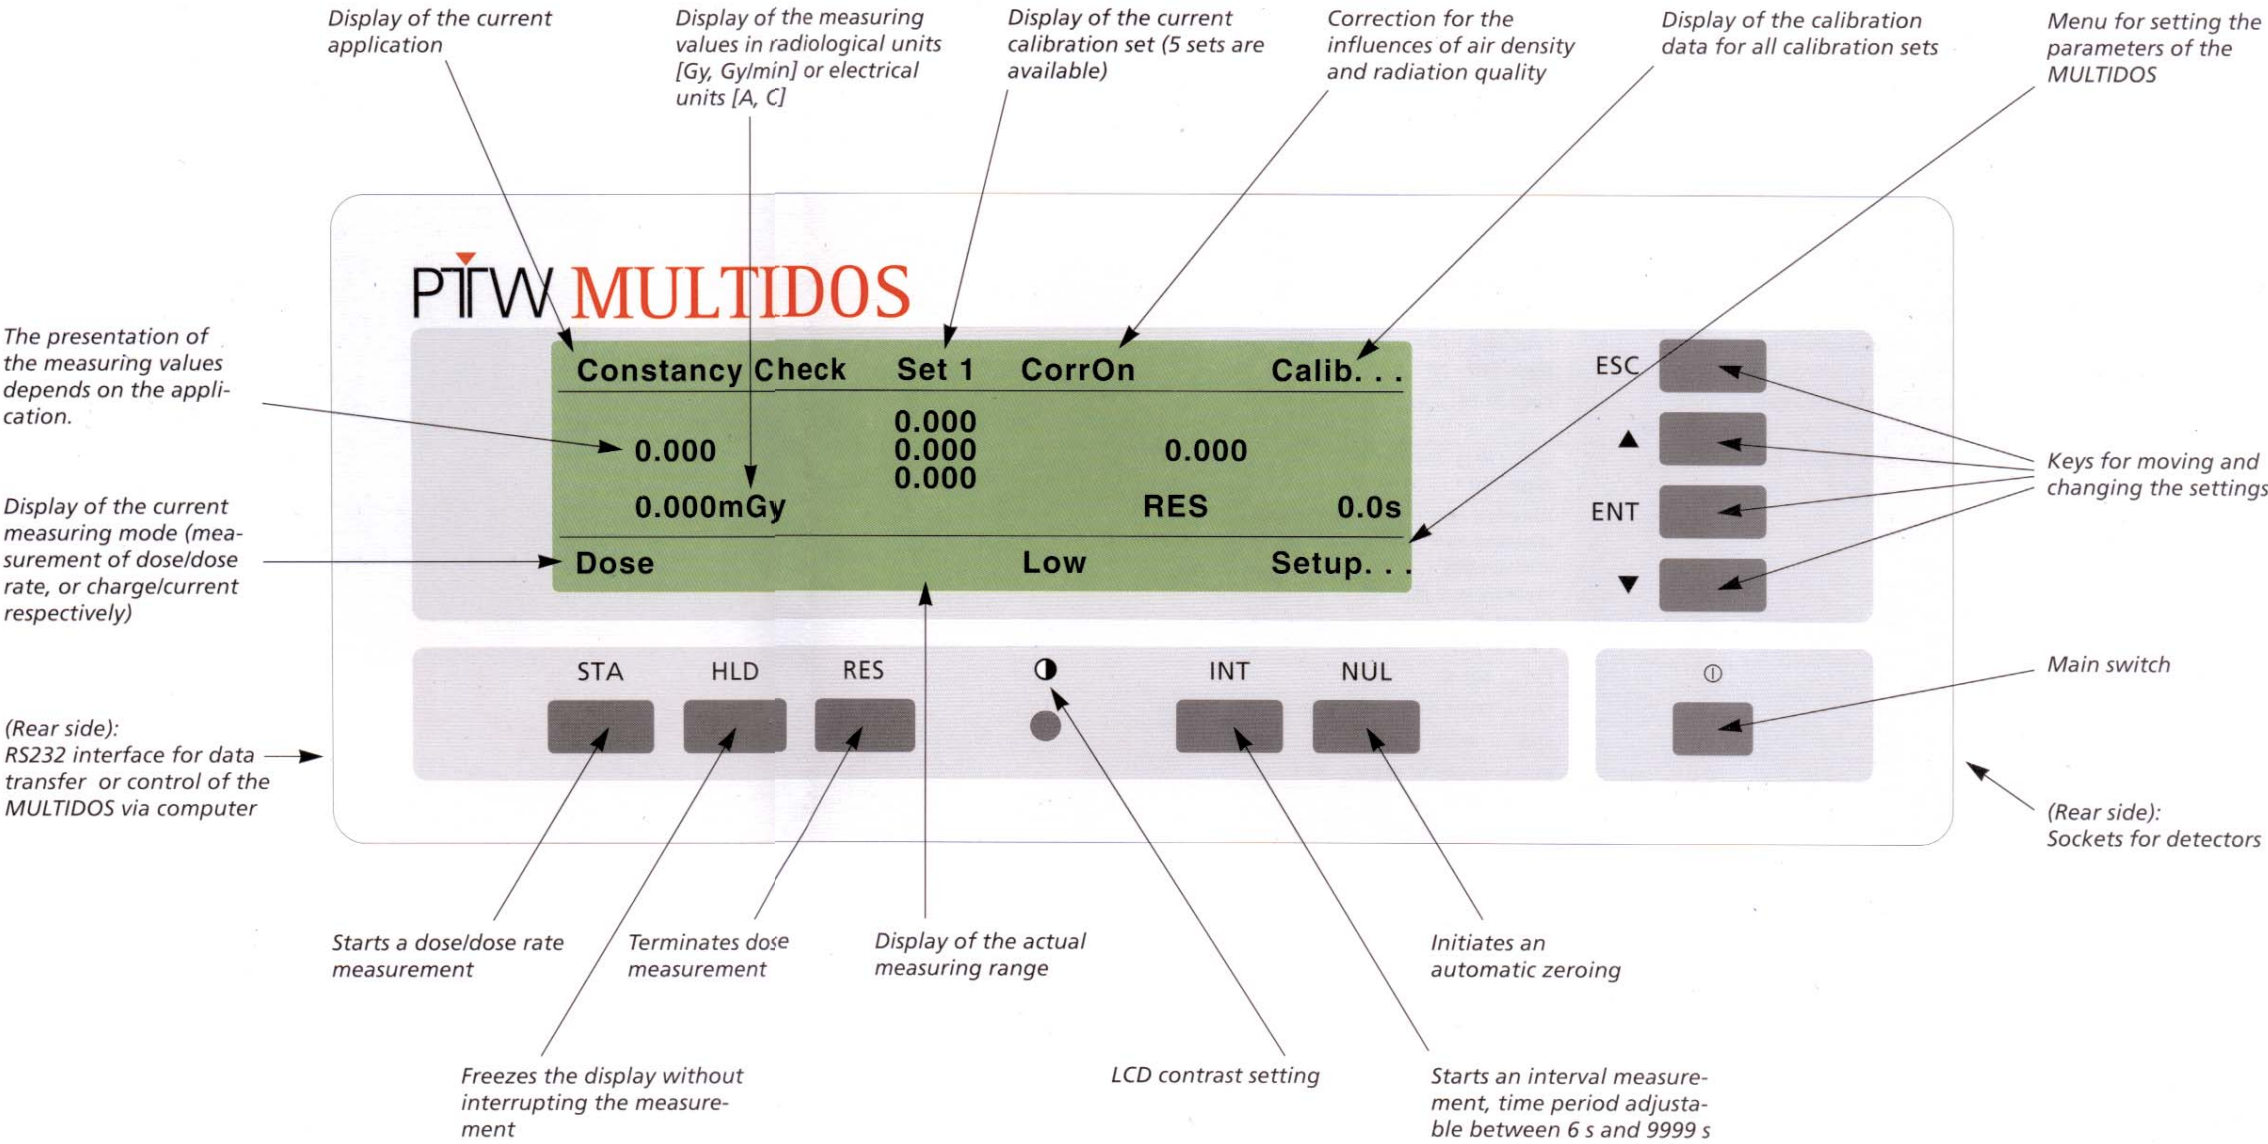 Display of the current
application
Display of the measuring
values in radiological units
[Gy, Gy/min] or electrical
units [A, C]
Display of the current
calibration set (5 sets are
available)
Correction for the
influences of air density
and radiation quality
Display of the calibration
data for all calibration sets
Menu for setting the
parameters of the
MULTIDOS
PTW MULTIDOS
The presentation of
the measuring values
depends on the appli-
cation.
Display of the current
measuring mode (mea-
surement of dose/dose
rate, or charge/current
respectively)
(Rear side):
RS232 interface for data
transfer or control of the
MULTIDOS via computer
Constancy Check Set 1 CorrOn Calib. . .
0.000
0.000 0.000 0.000
0.000
0.000mGy RES 0.0s
Dose Low Setup. . .
ESC
▲
ENT
▼
Keys for moving and
changing the settings
STA HLD RES INT NUL
Main switch
(Rear side):
Sockets for detectors
Starts a dose/dose rate
measurement
Terminates dose
measurement
Display of the actual
measuring range
Initiates an
automatic zeroing
Freezes the display without
interrupting the measure-
ment
LCD contrast setting
Starts an interval measure-
ment, time period adjusta-
ble between 6 s and 9999 s